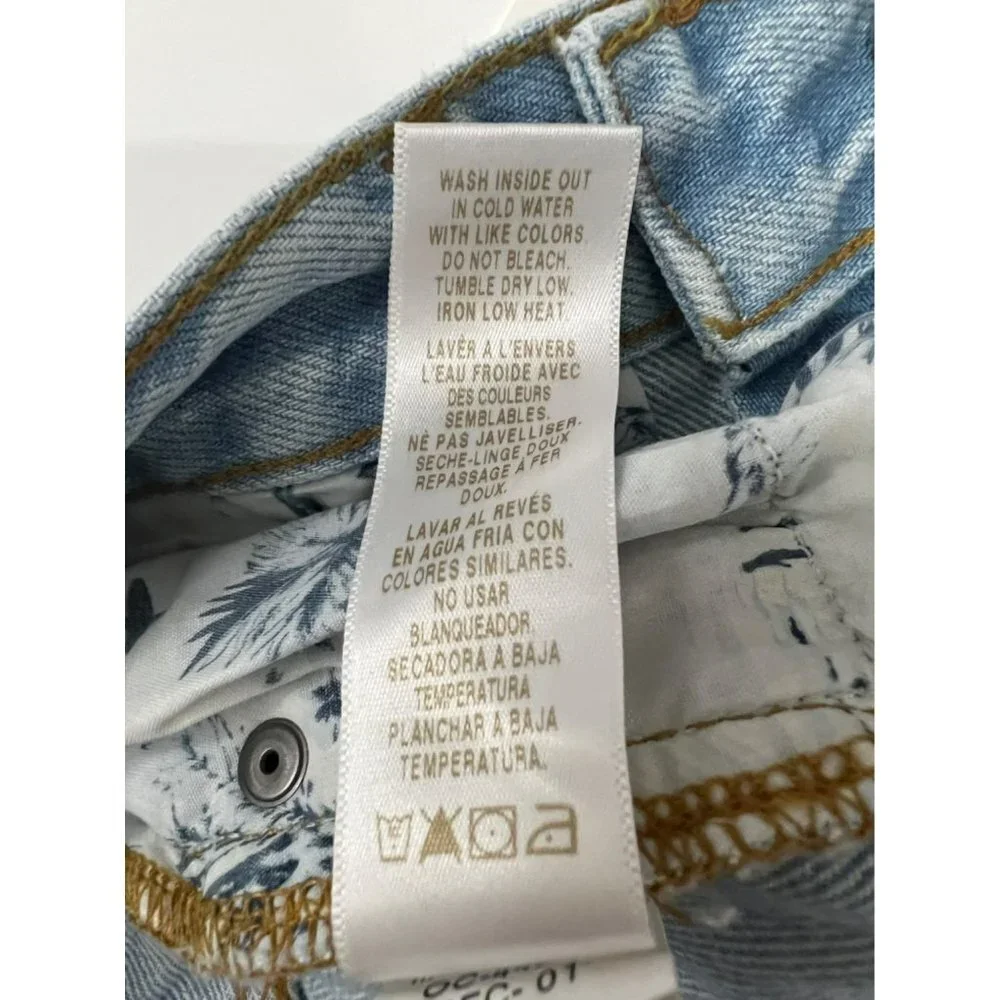 WASH INSIDE OUT
IN COLD WATER
WITH LIKE COLORS.
DO NOT BLEACH.
TUMBLE DRY LOW.
IRON LOW HEAT.
LAVÉR A L'ENVERS
L'EAU FROIDE AVEC
DES COULEURS
SEMBLABLES.
NÈ PAS JAVELLISER.
SECHE-LINGE DOUX
REPASSAGE À FER
DOUX.
LAVAR AL REVÉS
EN AGUA FRIA CON
COLORES SIMILARES.
NO USAR
BLANQUEADOR.
SECADORA A BAJA
TEMPERATURA
PLANCHAR A BAJA
TEMPERATURA.